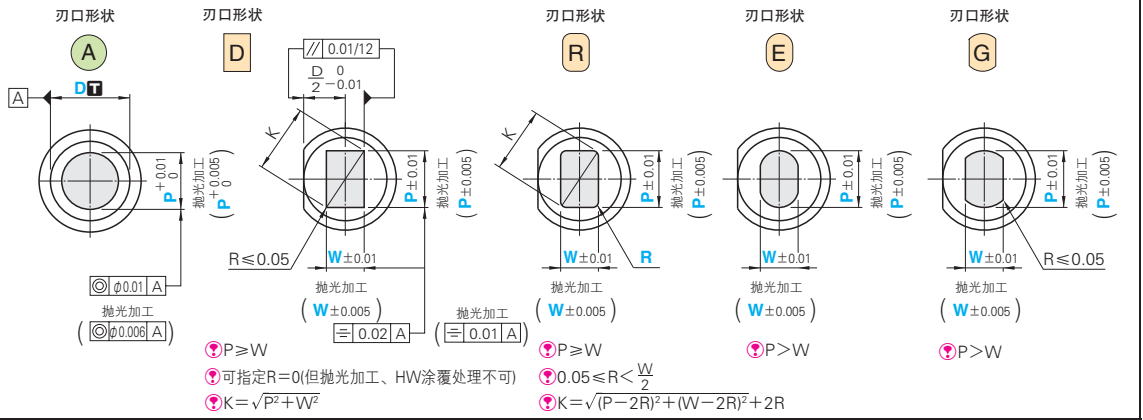 刃口形状
A
A
DT
P +0.01 0
抛光加工
(P +0.005 0)
◎ φ0.01 A
抛光加工
(◎ φ0.006 A)
刃口形状
D
// 0.01/12
D/2 0 −0.01
K
P±0.01
抛光加工
(P±0.005)
R≤0.05
W±0.01
抛光加工
(W±0.005)
⌯ 0.02 A
抛光加工
(⌯ 0.01 A)
P≥W
可指定R=0(但抛光加工、HW涂覆处理不可)
K=√P²+W²
刃口形状
R
K
P±0.01
抛光加工
(P±0.005)
W±0.01
R
抛光加工
(W±0.005)
P≥W
0.05≤R<W/2
K=√(P−2R)²+(W−2R)²+2R
刃口形状
E
P±0.01
抛光加工
(P±0.005)
W±0.01
抛光加工
(W±0.005)
P>W
刃口形状
G
P±0.01
抛光加工
(P±0.005)
W±0.01
R≤0.05
抛光加工
(W±0.005)
P>W